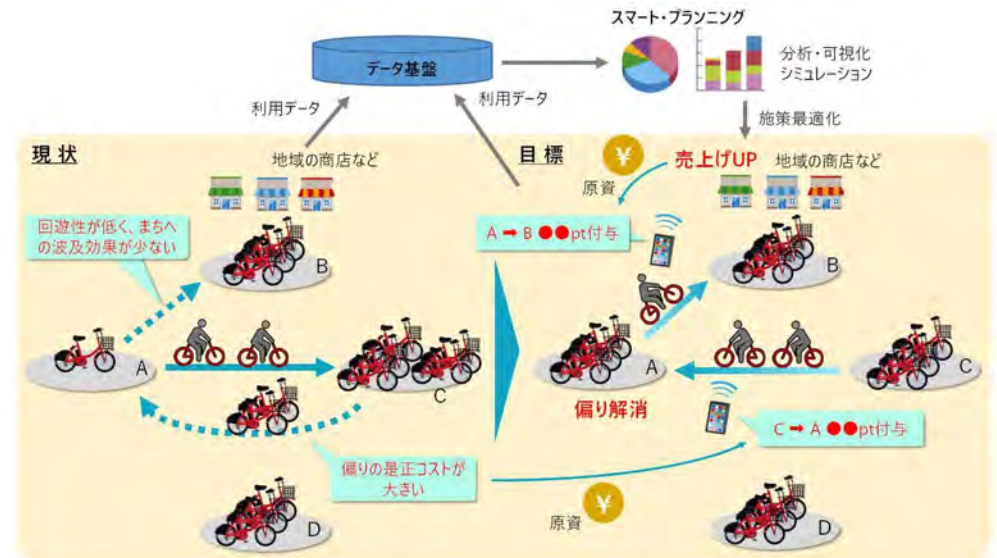 スマート・プランニング
データ基盤
分析・可視化
シミュレーション
利用データ
利用データ
施策最適化
現 状
地域の商店など
目 標
¥
売上げUP
地域の商店など
原資
回遊性が低く、まちへ
の波及効果が少ない
A ➡ B ●●pt付与
B
B
A
C
A
C
偏り解消
C ➡ A ●●pt付与
偏りの是正コストが
大きい
¥
原資
D
D